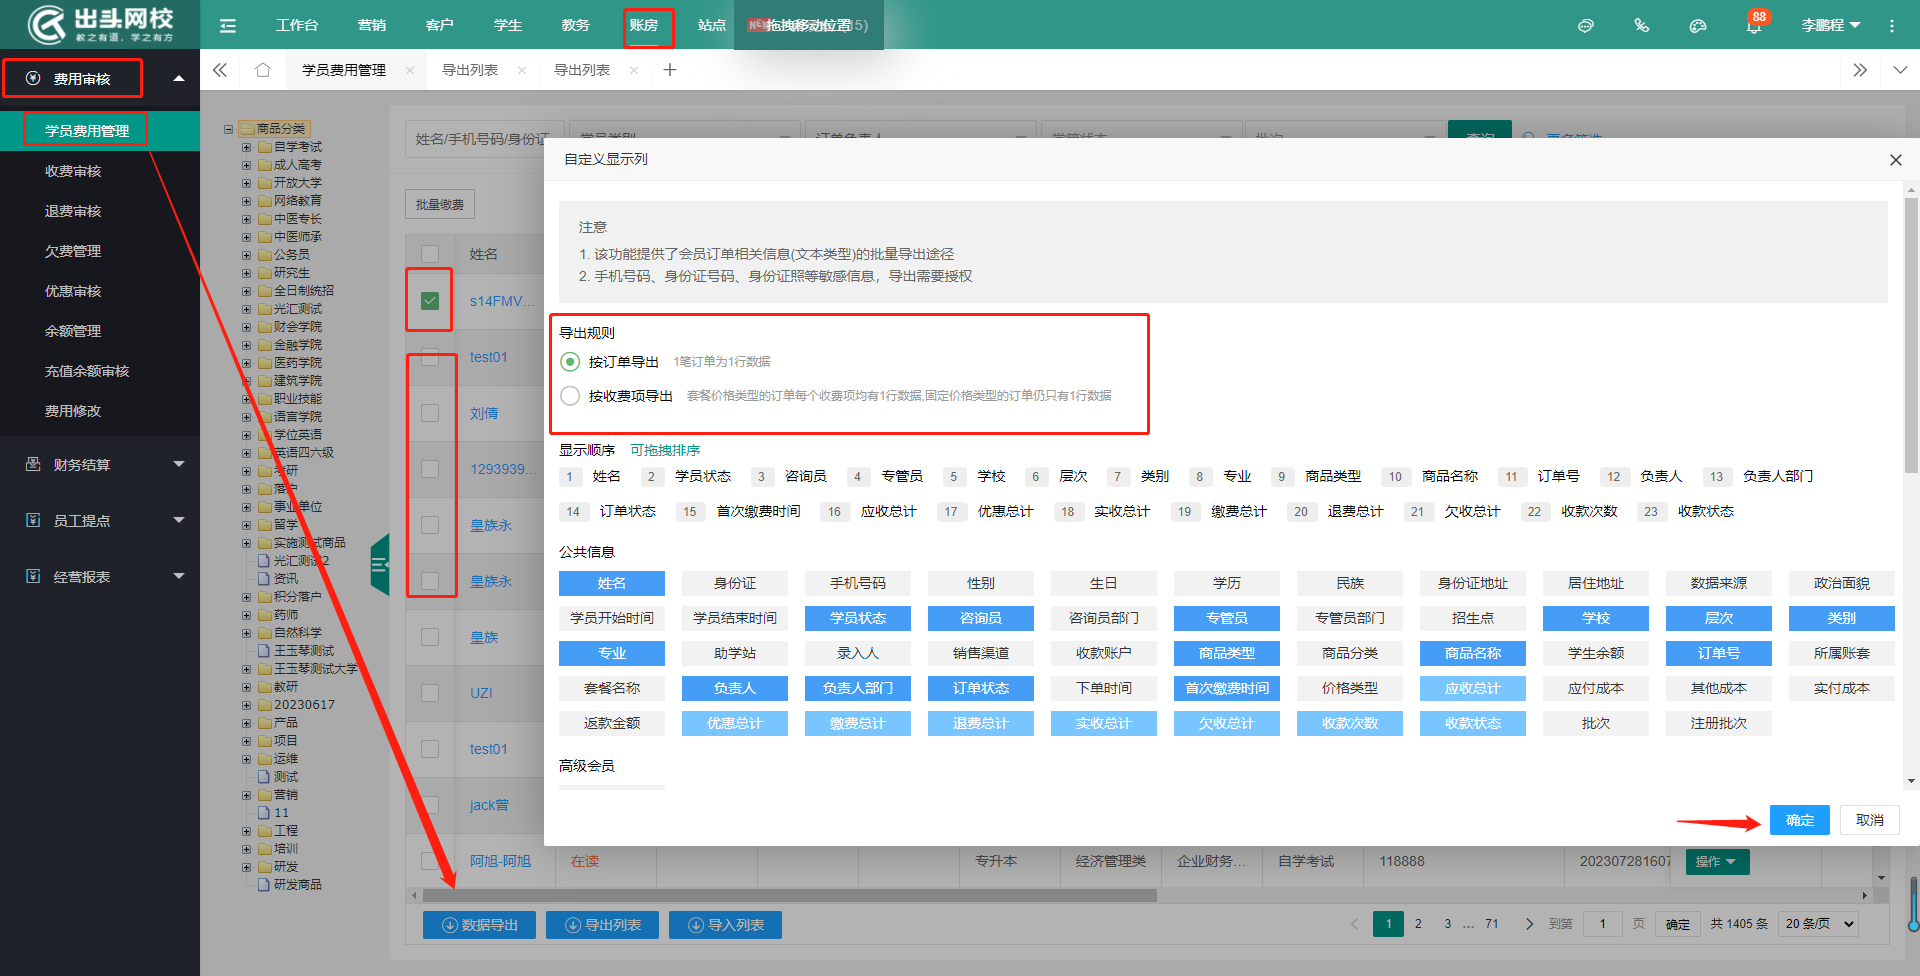 出头网校
教之有道，学之有方
工作台
营销
客户
学生
教务
账房
站点
NEW
拖拽移动位置
88
李鹏程
费用审核
学员费用管理
导出列表
导出列表
学员费用管理
收费审核
退费审核
欠费管理
优惠审核
余额管理
充值余额审核
费用修改
财务结算
员工提点
经营报表
商品分类
自学考试
成人高考
开放大学
网络教育
中医专长
中医师承
公务员
研究生
全日制统招
光汇测试
财会学院
金融学院
医药学院
建筑学院
职业技能
语言学院
学位英语
英语四六级
考研
落户
事业单位
留学
实施测试商品
光汇测试2
资讯
积分落户
药师
自然科学
王玉琴测试
王玉琴测试大学
教研
20230617
产品
项目
运维
测试
营销
11
工程
培训
研发
研发商品
姓名/手机号码/身份证
批量缴费
姓名
s14FMV...
test01
刘倩
1293939...
皇族永
皇族永
皇族
UZI
test01
jack曾
阿旭-阿旭 在读 专升本 经济管理类 企业财务... 自学考试 118888 202307281607 操作
自定义显示列
注意
1. 该功能提供了会员订单相关信息(文本类型)的批量导出途径
2. 手机号码、身份证号码、身份证照等敏感信息，导出需要授权
导出规则
按订单导出 1笔订单为1行数据
按收费项导出 套餐价格类型的订单每个收费项均有1行数据,固定价格类型的订单仍只有1行数据
显示顺序 可拖拽排序
1 姓名 2 学员状态 3 咨询员 4 专管员 5 学校 6 层次 7 类别 8 专业 9 商品类型 10 商品名称 11 订单号 12 负责人 13 负责人部门
14 订单状态 15 首次缴费时间 16 应收总计 17 优惠总计 18 实收总计 19 缴费总计 20 退费总计 21 欠收总计 22 收款次数 23 收款状态
公共信息
姓名 身份证 手机号码 性别 生日 学历 民族 身份证地址 居住地址 数据来源 政治面貌
学员开始时间 学员结束时间 学员状态 咨询员 咨询员部门 专管员 专管员部门 招生点 学校 层次 类别
专业 助学站 录入人 销售渠道 收款账户 商品类型 商品分类 商品名称 学生余额 订单号 所属账套
套餐名称 负责人 负责人部门 订单状态 下单时间 首次缴费时间 价格类型 应收总计 应付成本 其他成本 实付成本
返款金额 优惠总计 缴费总计 退费总计 实收总计 欠收总计 收款次数 收款状态 批次 注册批次
高级会员
确定 取消
数据导出 导出列表 导入列表
1 2 3 ... 71 到第 1 页 确定 共 1405 条 20 条/页